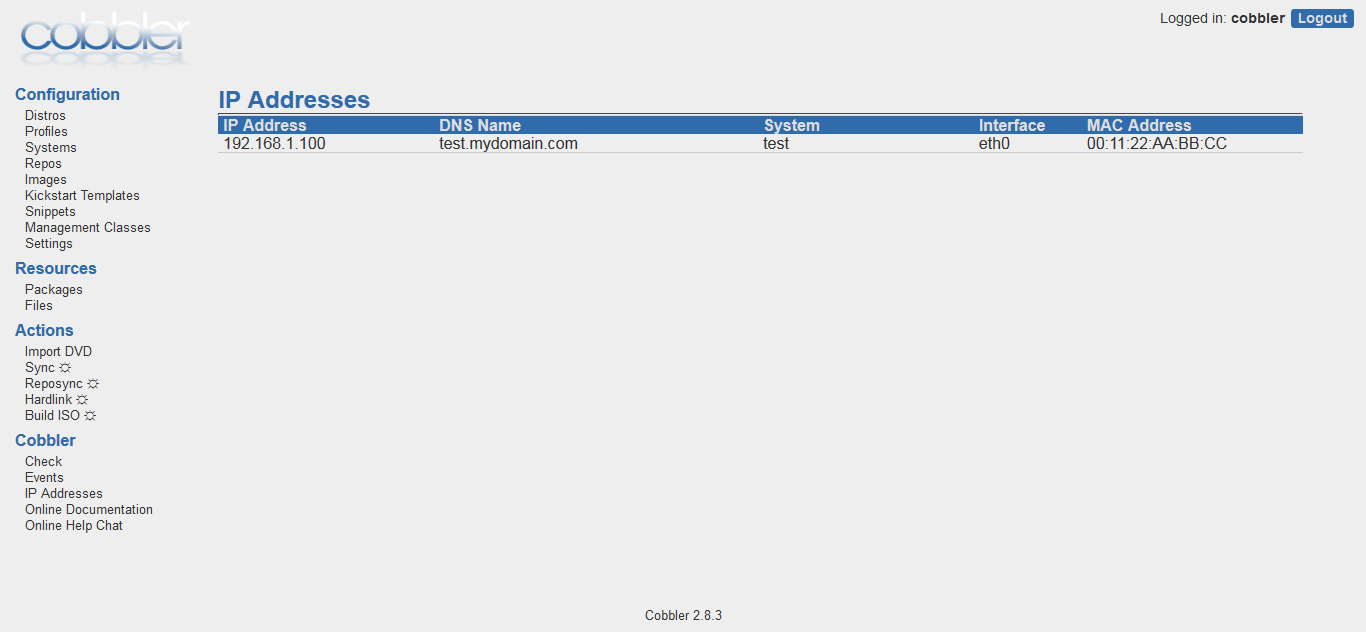 cobbler
Logged in: cobbler Logout
Configuration
Distros
Profiles
Systems
Repos
Images
Kickstart Templates
Snippets
Management Classes
Settings
Resources
Packages
Files
Actions
Import DVD
Sync ☼
Reposync ☼
Hardlink ☼
Build ISO ☼
Cobbler
Check
Events
IP Addresses
Online Documentation
Online Help Chat
IP Addresses
IP Address DNS Name System Interface MAC Address
192.168.1.100 test.mydomain.com test eth0 00:11:22:AA:BB:CC
Cobbler 2.8.3